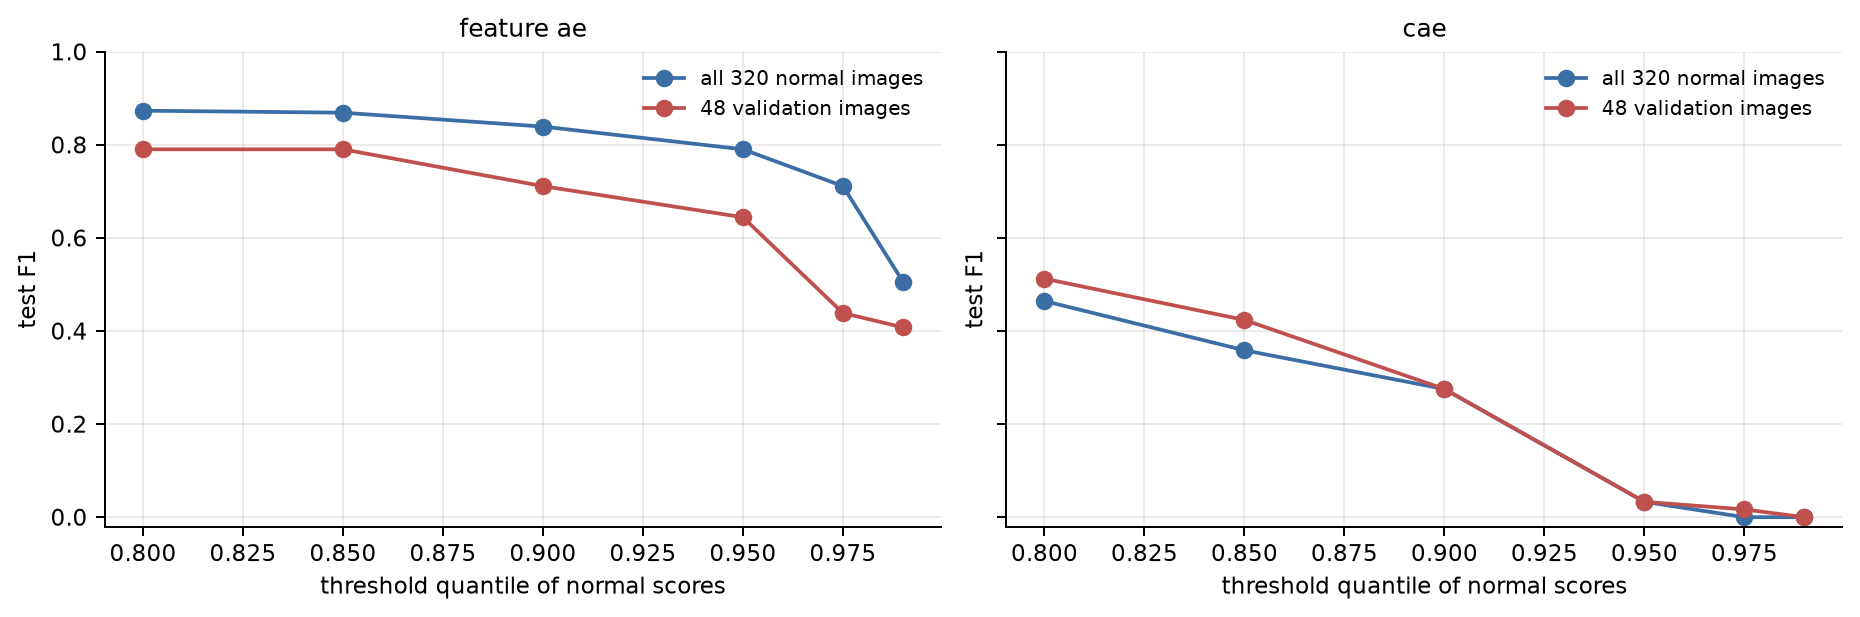 feature ae
all 320 normal images
48 validation images
1.0
0.8
0.6
0.4
0.2
0.0
test F1
0.800 0.825 0.850 0.875 0.900 0.925 0.950 0.975
threshold quantile of normal scores
cae
all 320 normal images
48 validation images
test F1
0.800 0.825 0.850 0.875 0.900 0.925 0.950 0.975
threshold quantile of normal scores